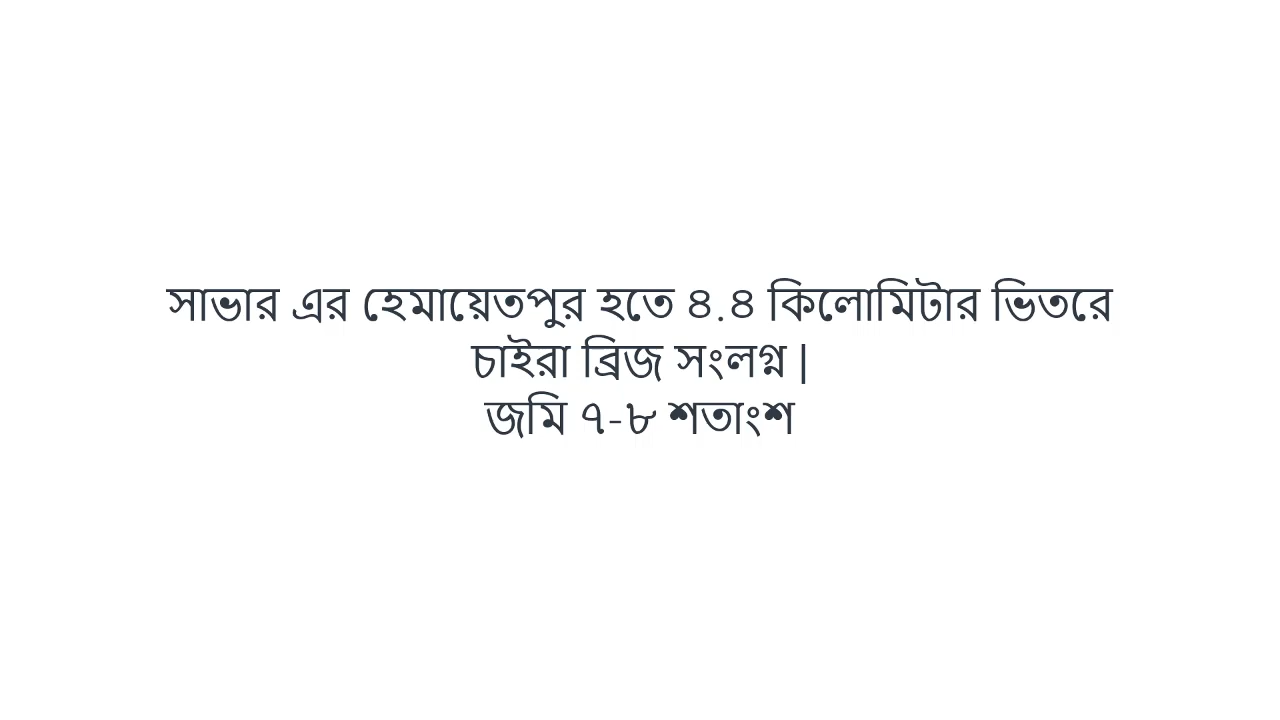 সাভার এর হেমায়েতপুর হতে ৪.৪ কিলোমিটার ভিতরে
চাইরা ব্রিজ সংলগ্ন |
জমি ৭-৮ শতাংশ